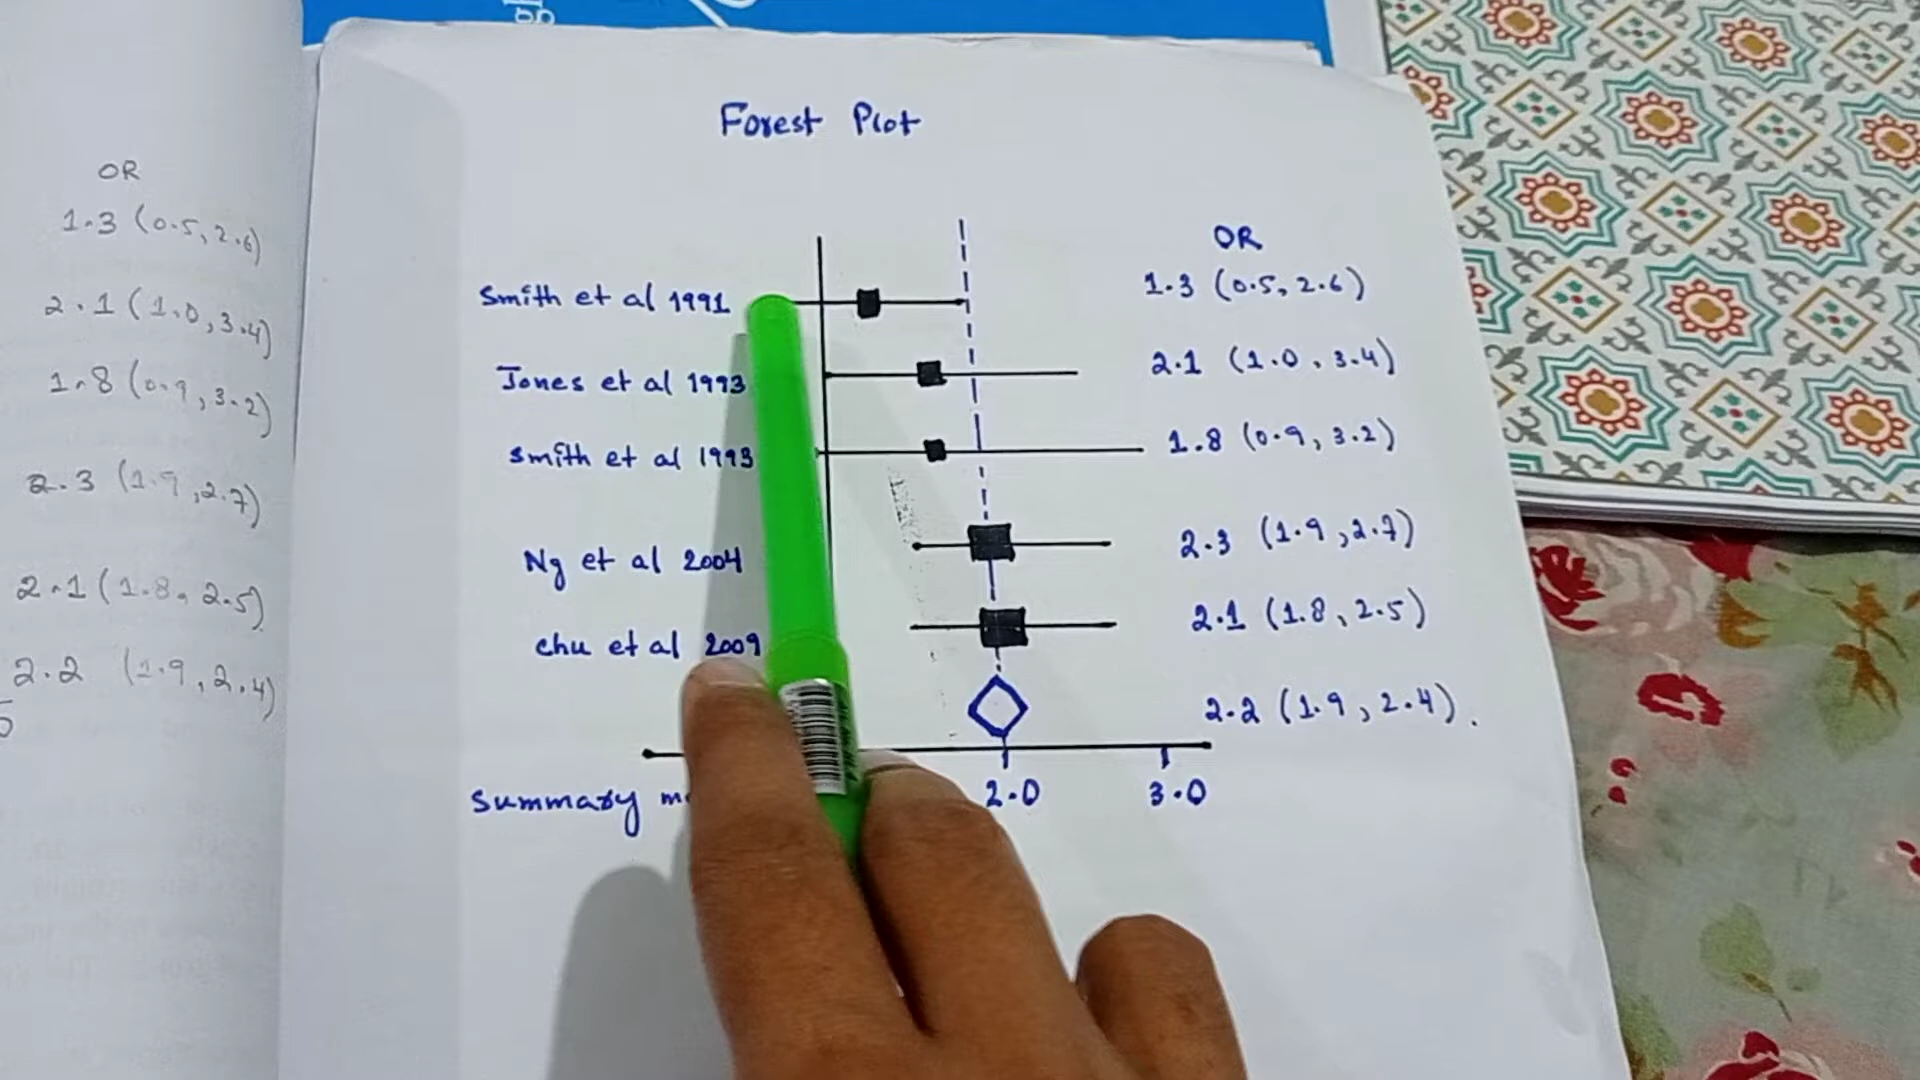 OR
1.3 (0.5, 2.6)
2.1 (1.0, 3.4)
1.8 (0.9, 3.2)
2.3 (1.9, 2.7)
2.1 (1.8, 2.5)
2.2 (1.9, 2.4)
5
Forest Plot
OR
Smith et al 1991 1.3 (0.5, 2.6)
Jones et al 1993 2.1 (1.0, 3.4)
Smith et al 1993 1.8 (0.9, 3.2)
Ng et al 2004 2.3 (1.9, 2.7)
Chu et al 2009 2.1 (1.8, 2.5)
2.2 (1.9, 2.4).
Summary 2.0 3.0